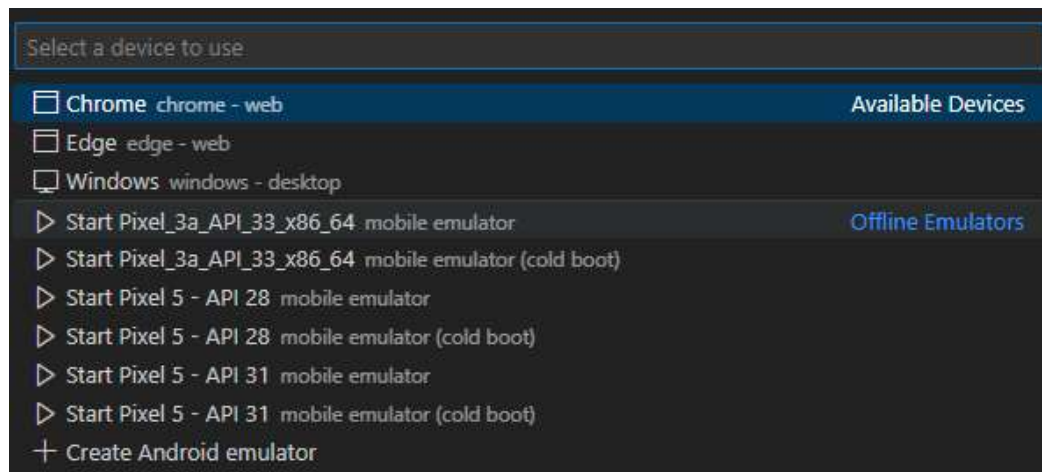 Select a device to use
Chrome chrome - web Available Devices
Edge edge - web
Windows windows - desktop
Start Pixel_3a_API_33_x86_64 mobile emulator Offline Emulators
Start Pixel_3a_API_33_x86_64 mobile emulator (cold boot)
Start Pixel 5 - API 28 mobile emulator
Start Pixel 5 - API 28 mobile emulator (cold boot)
Start Pixel 5 - API 31 mobile emulator
Start Pixel 5 - API 31 mobile emulator (cold boot)
Create Android emulator